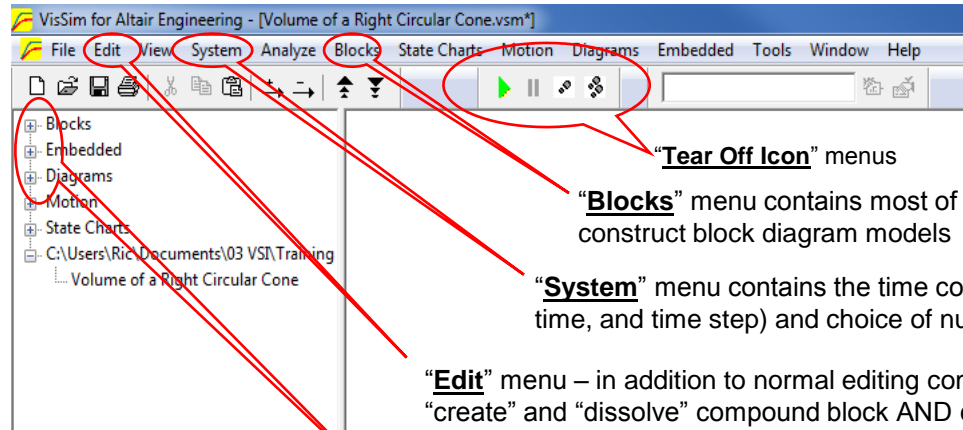 VisSim for Altair Engineering - [Volume of a Right Circular Cone.vsm*]
File Edit View System Analyze Blocks State Charts Motion Diagrams Embedded Tools Window Help
Blocks
Embedded
Diagrams
Motion
State Charts
C:\Users\Ric\Documents\03 VSI\Training
Volume of a Right Circular Cone
“Tear Off Icon” menus
“Blocks” menu contains most of
construct block diagram models
“System” menu contains the time co
time, and time step) and choice of nu
“Edit” menu – in addition to normal editing con
“create” and “dissolve” compound block AND